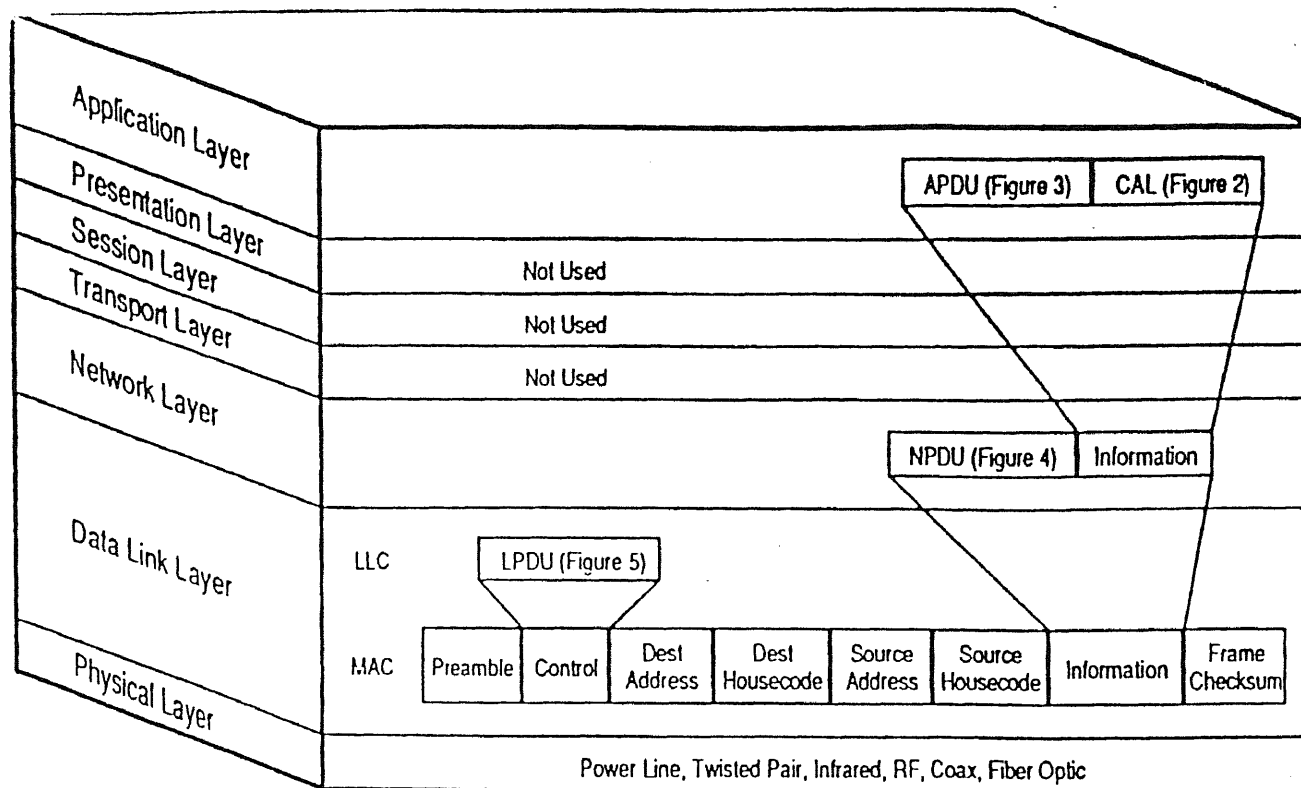 Application Layer
Presentation Layer
Session Layer
Transport Layer
Network Layer
Data Link Layer
Physical Layer
APDU (Figure 3) CAL (Figure 2)
Not Used
Not Used
Not Used
NPDU (Figure 4) Information
LLC
LPDU (Figure 5)
MAC
Preamble
Control
Dest
Address
Dest
Housecode
Source
Address
Source
Housecode
Information
Frame
Checksum
Power Line, Twisted Pair, Infrared, RF, Coax, Fiber Optic